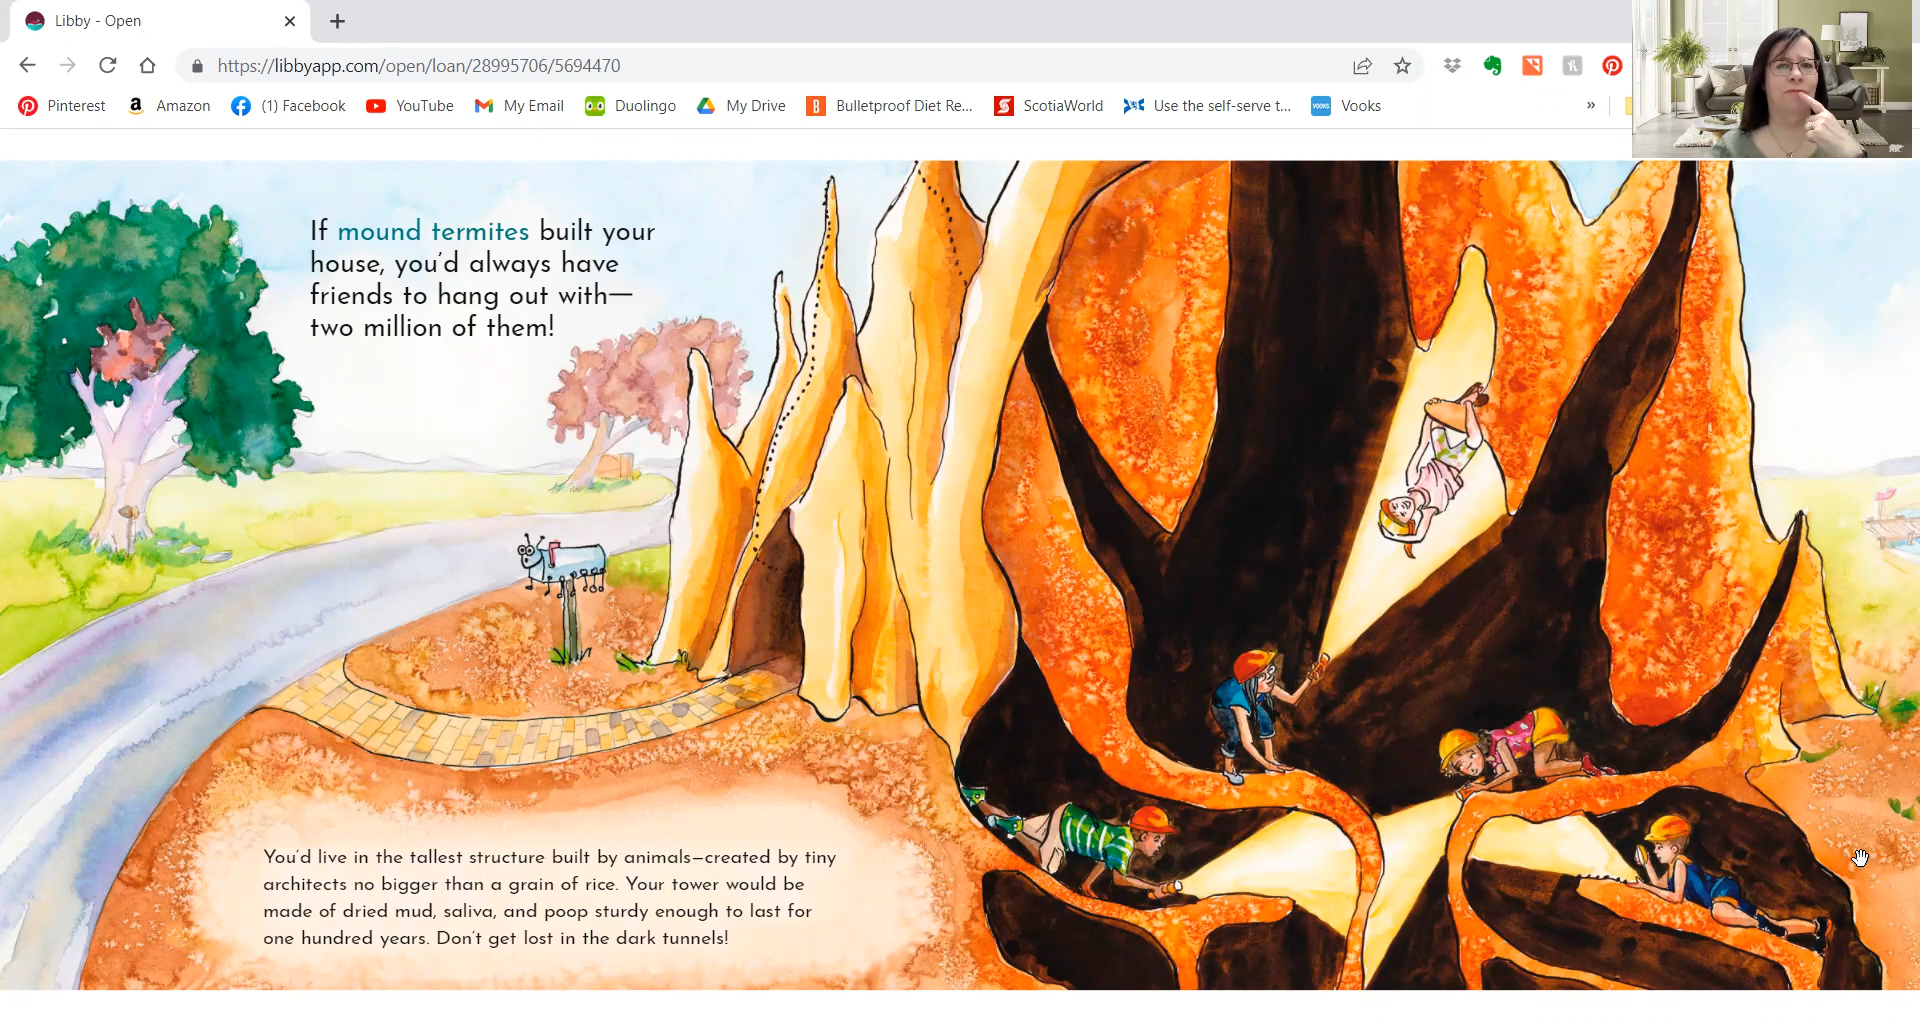 Libby - Open
https://libbyapp.com/open/loan/28995706/5694470
Pinterest
Amazon
(1) Facebook
YouTube
My Email
Duolingo
My Drive
Bulletproof Diet Re...
ScotiaWorld
Use the self-serve t...
Vooks
If mound termites built your
house, you'd always have
friends to hang out with—
two million of them!
You'd live in the tallest structure built by animals—created by tiny
architects no bigger than a grain of rice. Your tower would be
made of dried mud, saliva, and poop sturdy enough to last for
one hundred years. Don't get lost in the dark tunnels!